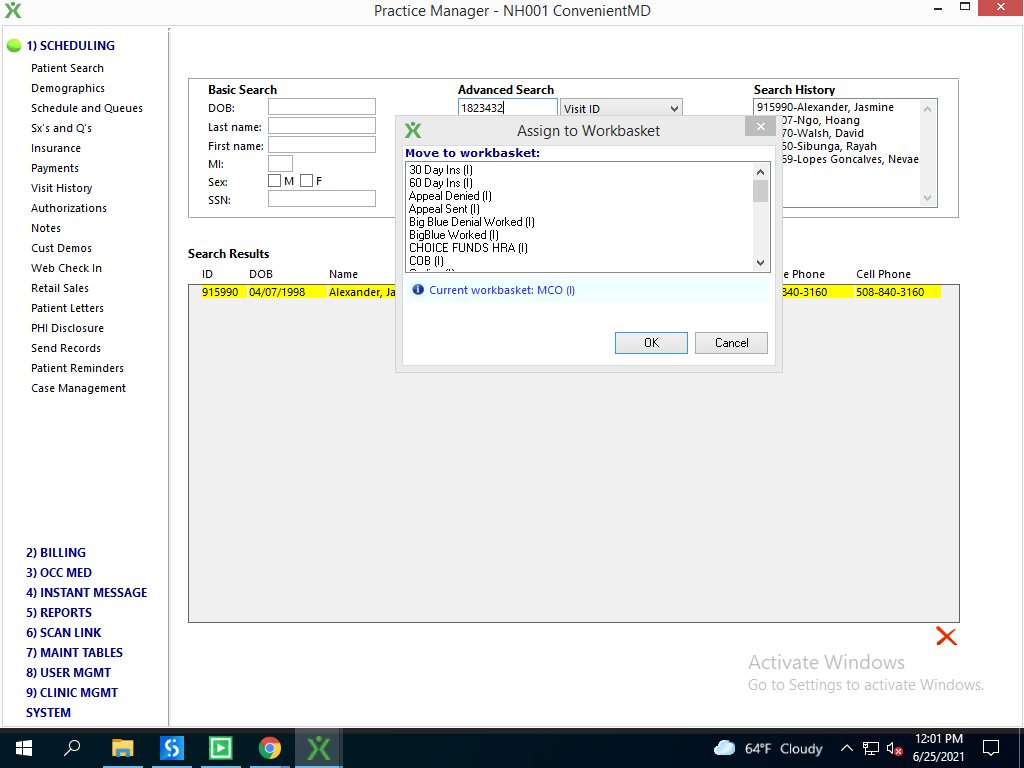 Practice Manager - NH001 ConvenientMD
1) SCHEDULING
Patient Search
Demographics
Schedule and Queues
Sx's and Q's
Insurance
Payments
Visit History
Authorizations
Notes
Cust Demos
Web Check In
Retail Sales
Patient Letters
PHI Disclosure
Send Records
Patient Reminders
Case Management
2) BILLING
3) OCC MED
4) INSTANT MESSAGE
5) REPORTS
6) SCAN LINK
7) MAINT TABLES
8) USER MGMT
9) CLINIC MGMT
SYSTEM
Basic Search
DOB:
Last name:
First name:
MI:
Sex: M F
SSN:
Advanced Search
1823432 Visit ID
Search History
915990-Alexander, Jasmine
07-Ngo, Hoang
70-Walsh, David
50-Sibunga, Rayah
59-Lopes Goncalves, Nevae
Assign to Workbasket
Move to workbasket:
30 Day Ins (I)
60 Day Ins (I)
Appeal Denied (I)
Appeal Sent (I)
Big Blue Denial Worked (I)
BigBlue Worked (I)
CHOICE FUNDS HRA (I)
COB (I)
Current workbasket: MCO (I)
OK Cancel
Search Results
ID DOB Name e Phone Cell Phone
915990 04/07/1998 Alexander, Ja 840-3160 508-840-3160
Activate Windows
Go to Settings to activate Windows.
64°F Cloudy
12:01 PM
6/25/2021